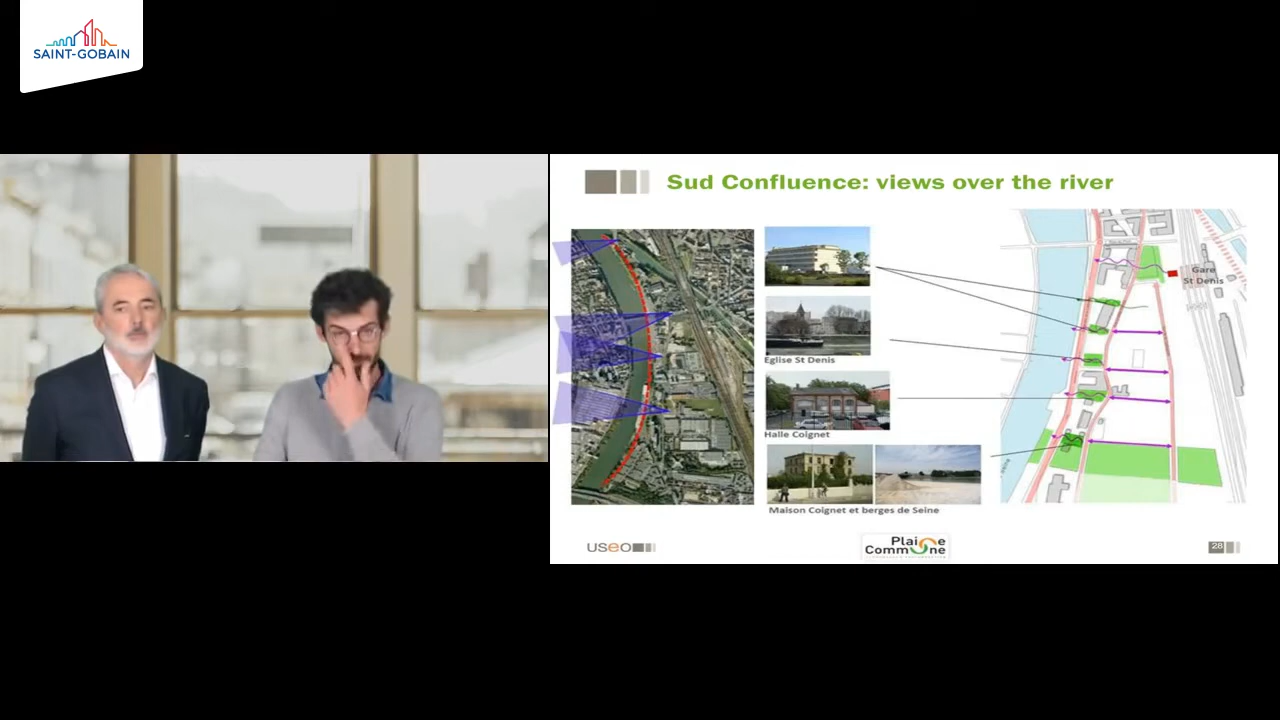 SAINT-GOBAIN
Sud Confluence: views over the river
Gare
St Denis
Eglise St Denis
Halle Coignet
Maison Coignet et berges de Seine
USEO
Plaine
Commune
28